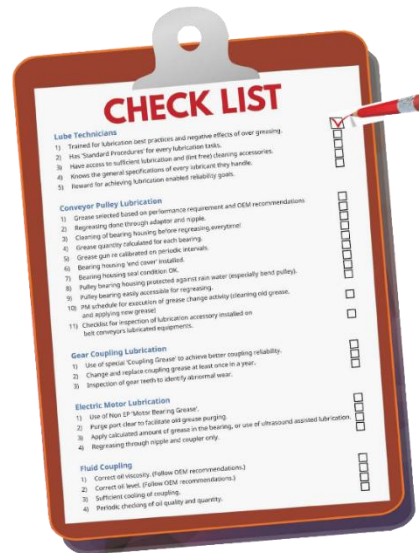 CHECK LIST
Lube Technicians
1) Trained for lubrication best practices and negative effects of over greasing.
2) Has 'Standard Procedures' for every lubrication tasks.
3) Have access to sufficient lubrication and (lint free) cleaning accessories.
4) Knows the general specifications of every lubricant they handle.
5) Reward for achieving lubrication enabled reliability goals.
Conveyor Pulley Lubrication
1) Grease selected based on performance requirement and OEM recommendations
2) Regreasing done through adaptor and nipple.
3) Cleaning of bearing housing before regreasing, everytime!
4) Grease quantity calculated for each bearing.
5) Grease gun re calibrated on periodic intervals.
6) Bearing housing 'end cover' installed.
7) Bearing housing seal condition OK.
8) Pulley bearing housing protected against rain water (especially bend pulley).
9) Pulley bearing easily accessible for regreasing.
10) PM schedule for execution of grease change activity (cleaning old grease,
and applying new grease)
11) Checklist for inspection of lubrication accessory installed on
belt conveyors lubricated equipments.
Gear Coupling Lubrication
1) Use of special 'Coupling Grease' to achieve better coupling reliability.
2) Change and replace coupling grease at least once in a year.
3) Inspection of gear teeth to identify abnormal wear.
Electric Motor Lubrication
1) Use of Non EP 'Motor Bearing Grease'.
2) Purge port clear to facilitate old grease purging.
3) Apply calculated amount of grease in the bearing, or use of ultrasound assisted lubrication.
4) Regreasing through nipple and coupler only.
Fluid Coupling
1) Correct oil viscosity. (Follow OEM recommendations.)
2) Correct oil level. (Follow OEM recommendations.)
3) Sufficient cooling of coupling.
4) Periodic checking of oil quality and quantity.